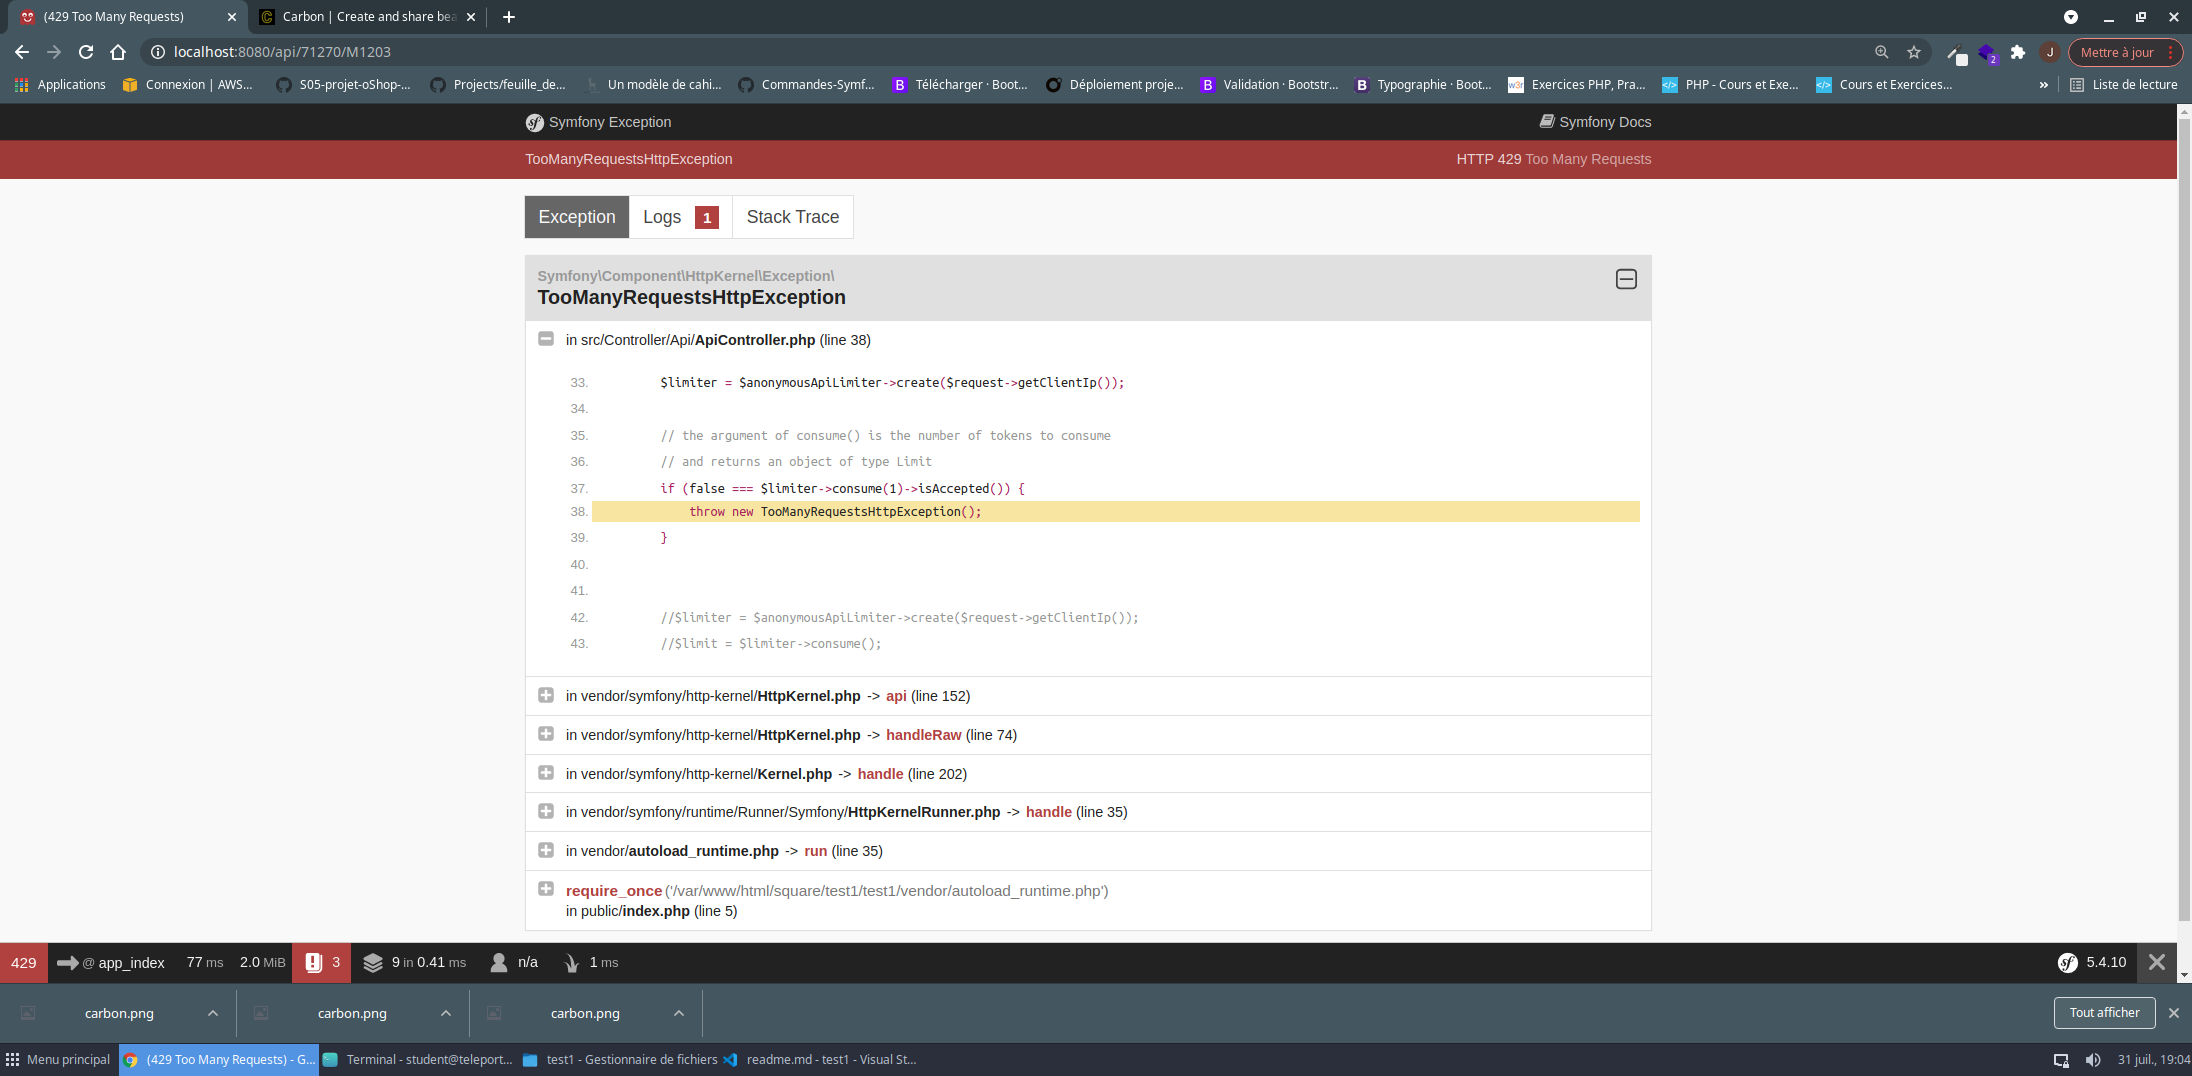 (429 Too Many Requests)
Carbon | Create and share bea
localhost:8080/api/71270/M1203
J
Mettre à jour
2
Applications
Connexion | AWS...
S05-projet-oShop-...
Projects/feuille_de...
Un modèle de cahi...
Commandes-Symf...
Télécharger · Boot...
Déploiement proje...
Validation · Bootstr...
Typographie · Boot...
Exercices PHP, Pra...
PHP - Cours et Exe...
Cours et Exercices...
»
Liste de lecture
Symfony Exception
Symfony Docs
TooManyRequestsHttpException
HTTP 429 Too Many Requests
Exception
Logs 1
Stack Trace
Symfony\Component\HttpKernel\Exception\
TooManyRequestsHttpException
in src/Controller/Api/ApiController.php (line 38)
33. $limiter = $anonymousApiLimiter->create($request->getClientIp());
34.
35. // the argument of consume() is the number of tokens to consume
36. // and returns an object of type Limit
37. if (false === $limiter->consume(1)->isAccepted()) {
38. throw new TooManyRequestsHttpException();
39. }
40.
41.
42. //$limiter = $anonymousApiLimiter->create($request->getClientIp());
43. //$limit = $limiter->consume();
in vendor/symfony/http-kernel/HttpKernel.php -> api (line 152)
in vendor/symfony/http-kernel/HttpKernel.php -> handleRaw (line 74)
in vendor/symfony/http-kernel/Kernel.php -> handle (line 202)
in vendor/symfony/runtime/Runner/Symfony/HttpKernelRunner.php -> handle (line 35)
in vendor/autoload_runtime.php -> run (line 35)
require_once('/var/www/html/square/test1/test1/vendor/autoload_runtime.php')
in public/index.php (line 5)
429 @ app_index 77 ms 2.0 MiB 3 9 in 0.41 ms n/a 1 ms 5.4.10
carbon.png
carbon.png
carbon.png
Tout afficher
Menu principal
(429 Too Many Requests) - G...
Terminal - student@teleport...
test1 - Gestionnaire de fichiers
readme.md - test1 - Visual St...
31 juil., 19:04